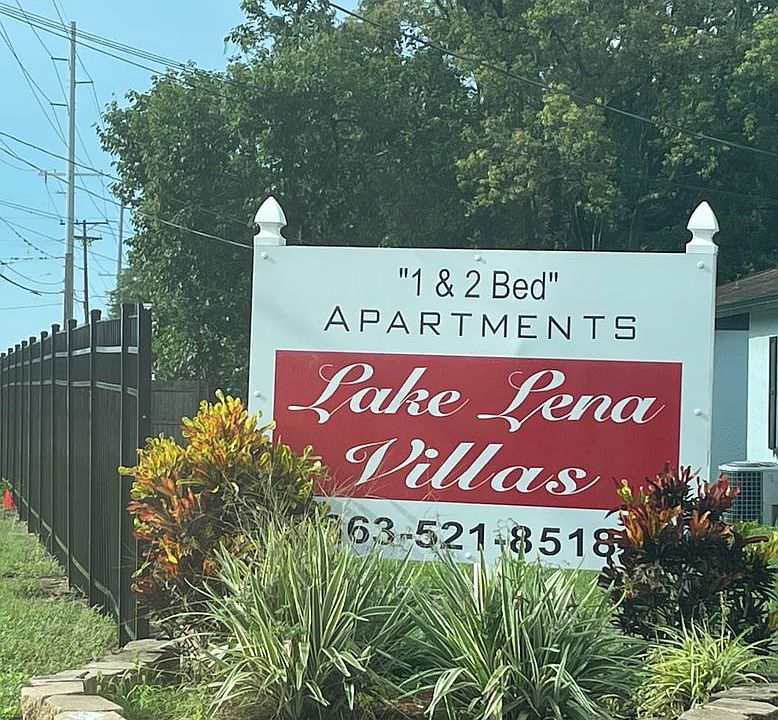 "1 & 2 Bed"
APARTMENTS
Lake Lena
Villas
63-521-8518